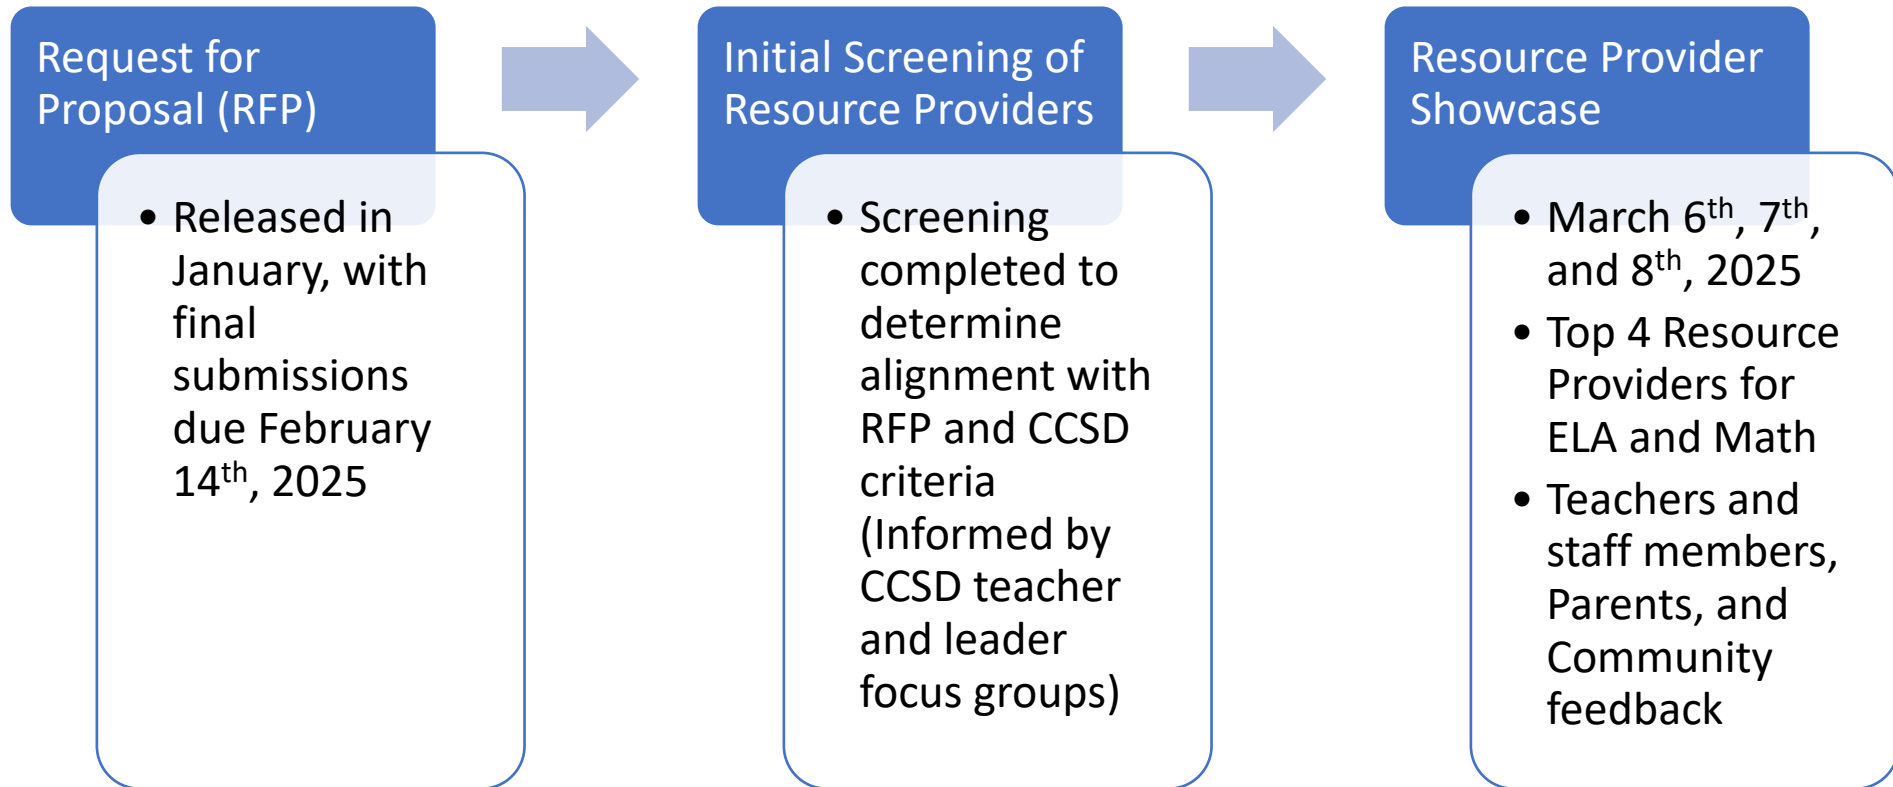 Request for
Proposal (RFP)
• Released in
January, with
final
submissions
due February
14th, 2025
Initial Screening of
Resource Providers
• Screening
completed to
determine
alignment with
RFP and CCSD
criteria
(Informed by
CCSD teacher
and leader
focus groups)
Resource Provider
Showcase
• March 6th, 7th,
and 8th, 2025
• Top 4 Resource
Providers for
ELA and Math
• Teachers and
staff members,
Parents, and
Community
feedback